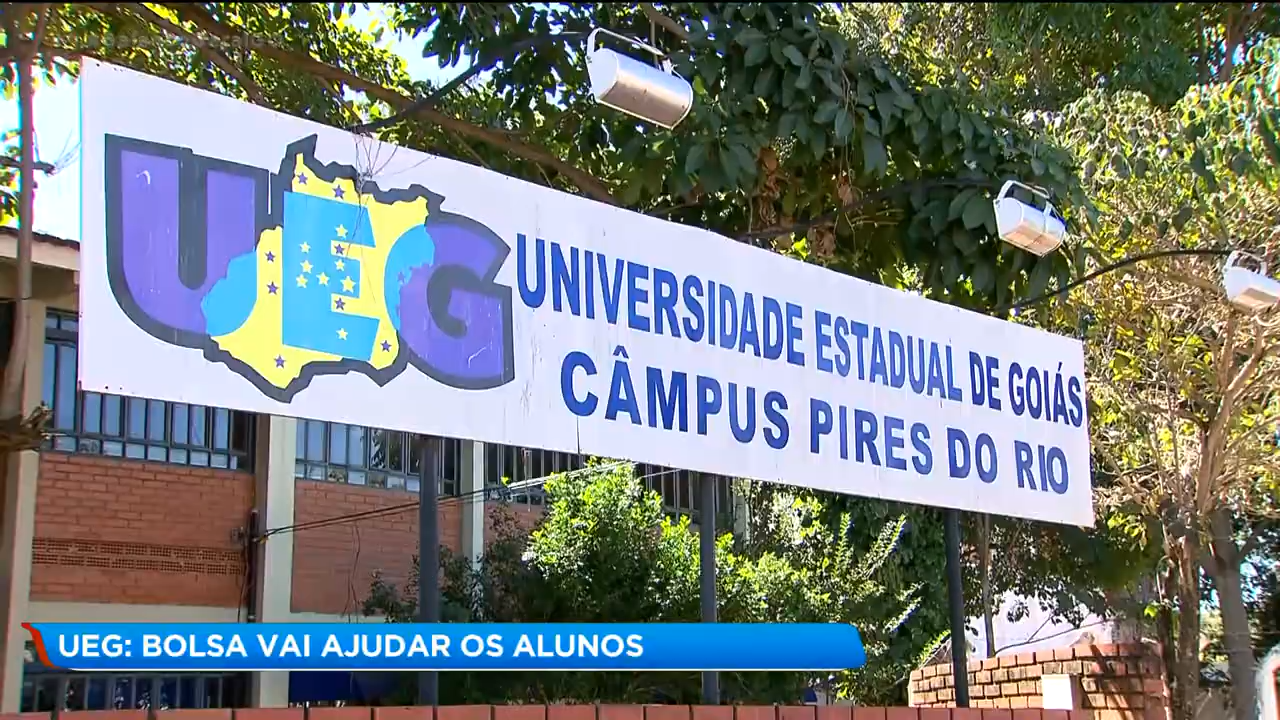 UEG
UNIVERSIDADE ESTADUAL DE GOIÁS
CÂMPUS PIRES DO RIO
UEG: BOLSA VAI AJUDAR OS ALUNOS